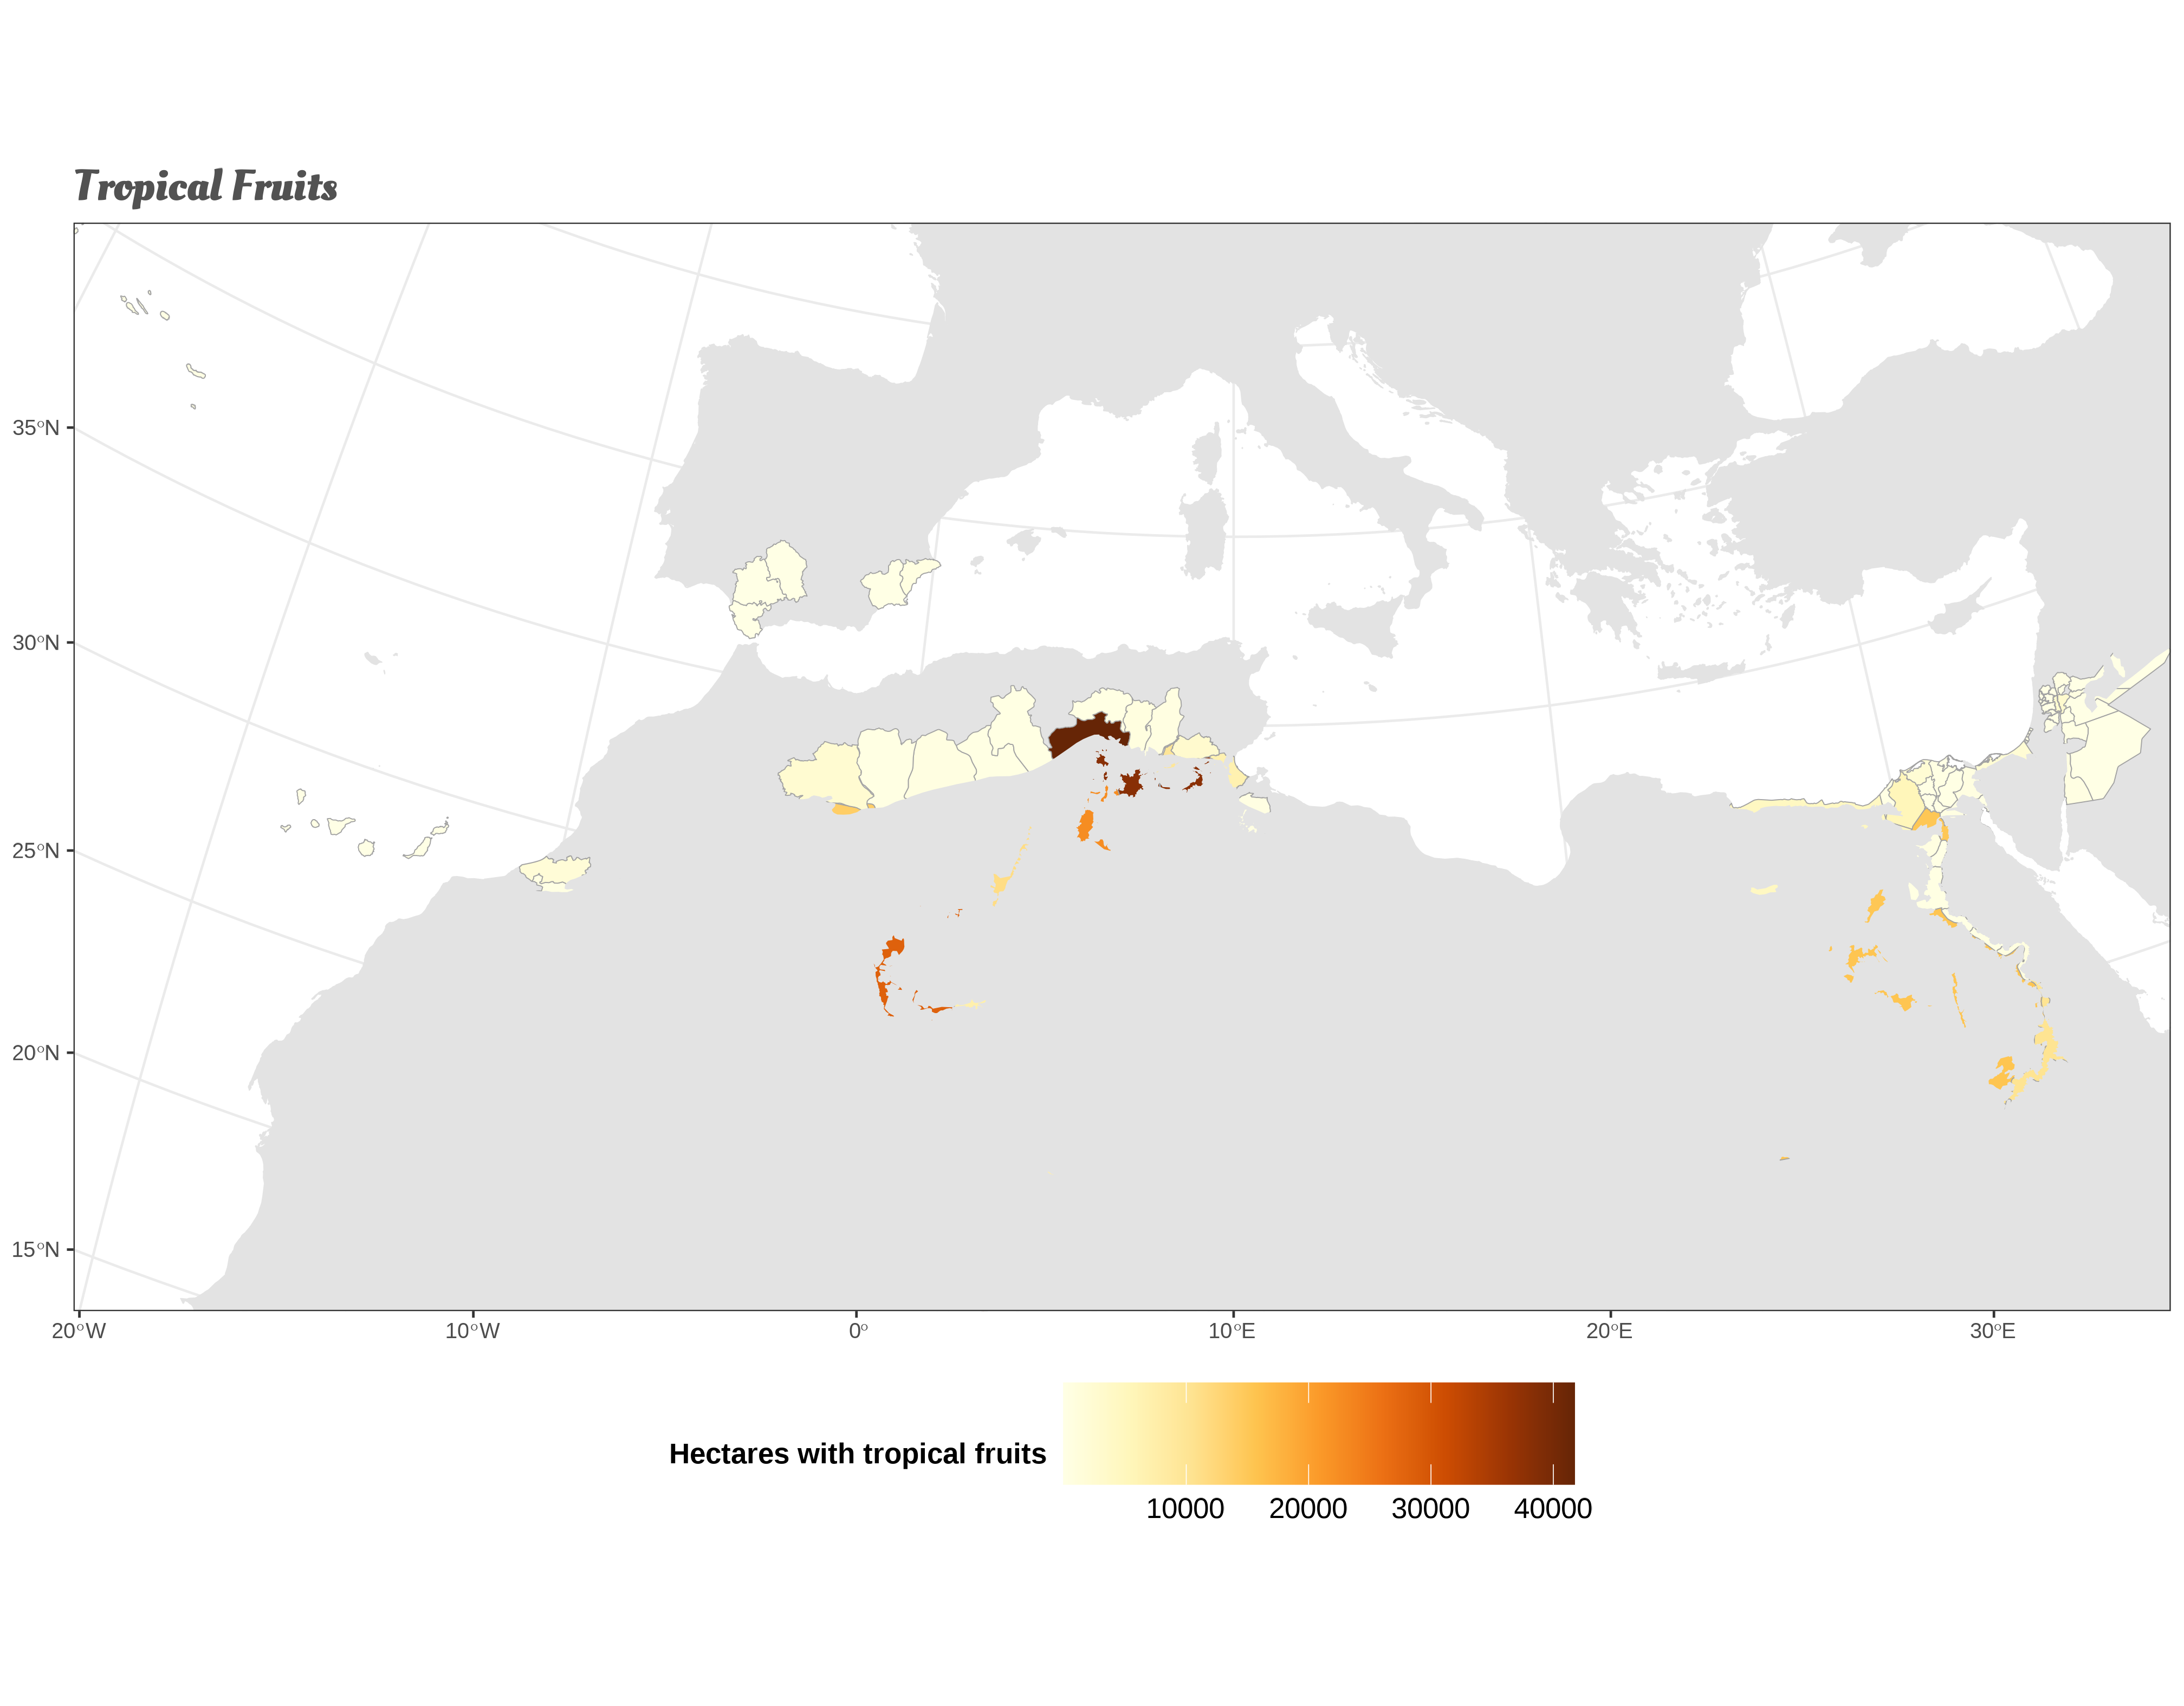 Tropical Fruits
35°N
30°N
25°N
20°N
15°N
20°W 10°W 0° 10°E 20°E 30°E
Hectares with tropical fruits
10000 20000 30000 40000